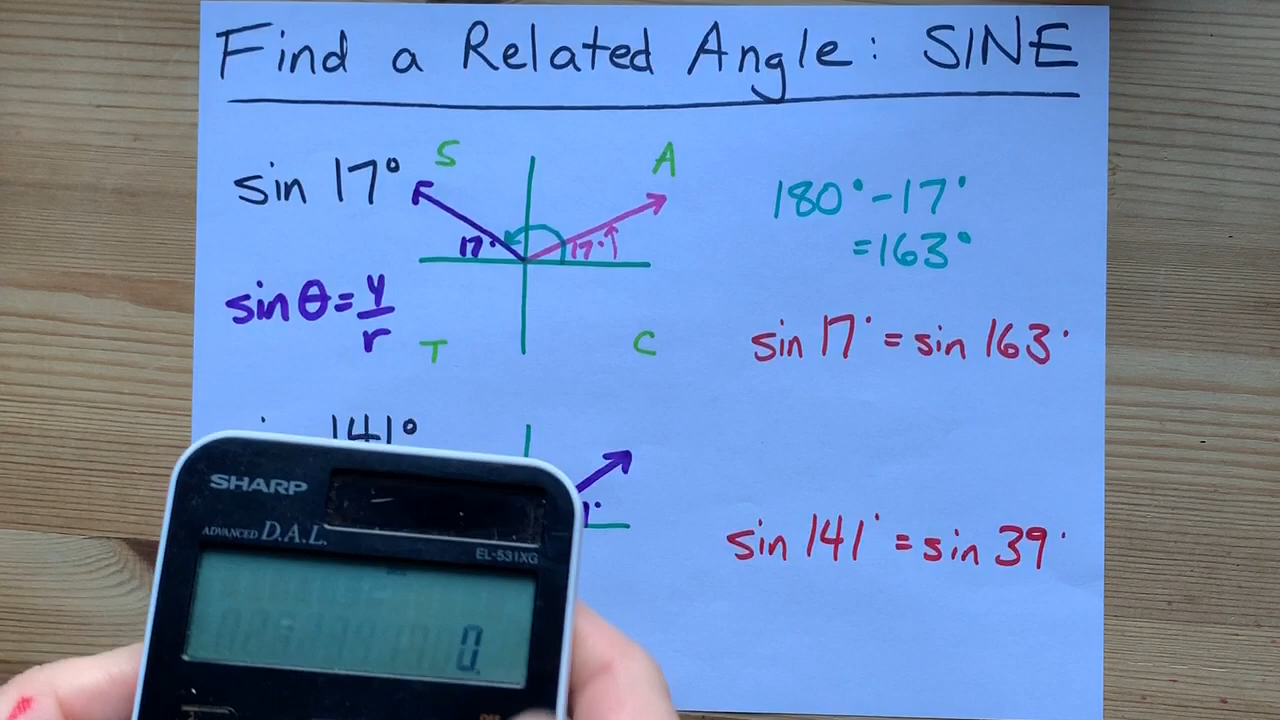 Find a Related Angle: SINE
sin 17°
S
A
17°
17°
T
C
sin θ = y/r
180° - 17°
= 163°
sin 17° = sin 163°
141°
sin 141° = sin 39°
SHARP
ADVANCED D.A.L.
EL-531XG
0.